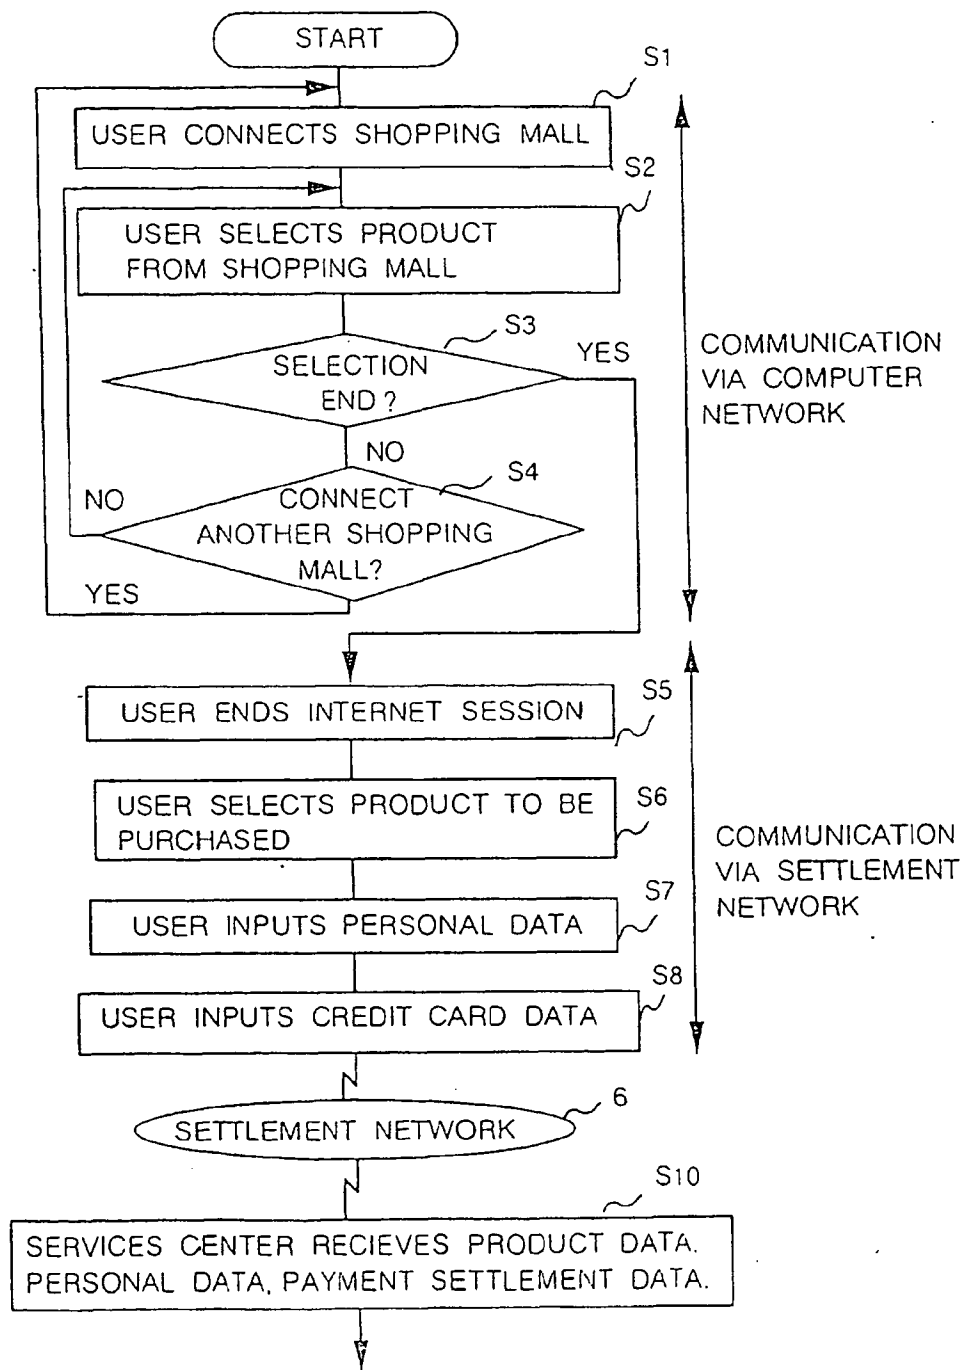 START
S1
USER CONNECTS SHOPPING MALL
S2
USER SELECTS PRODUCT
FROM SHOPPING MALL
S3
YES
SELECTION
END?
NO
S4
NO
CONNECT
ANOTHER SHOPPING
MALL?
YES
COMMUNICATION
VIA COMPUTER
NETWORK
S5
USER ENDS INTERNET SESSION
S6
USER SELECTS PRODUCT TO BE
PURCHASED
COMMUNICATION
VIA SETTLEMENT
NETWORK
S7
USER INPUTS PERSONAL DATA
S8
USER INPUTS CREDIT CARD DATA
6
SETTLEMENT NETWORK
S10
SERVICES CENTER RECIEVES PRODUCT DATA.
PERSONAL DATA, PAYMENT SETTLEMENT DATA.